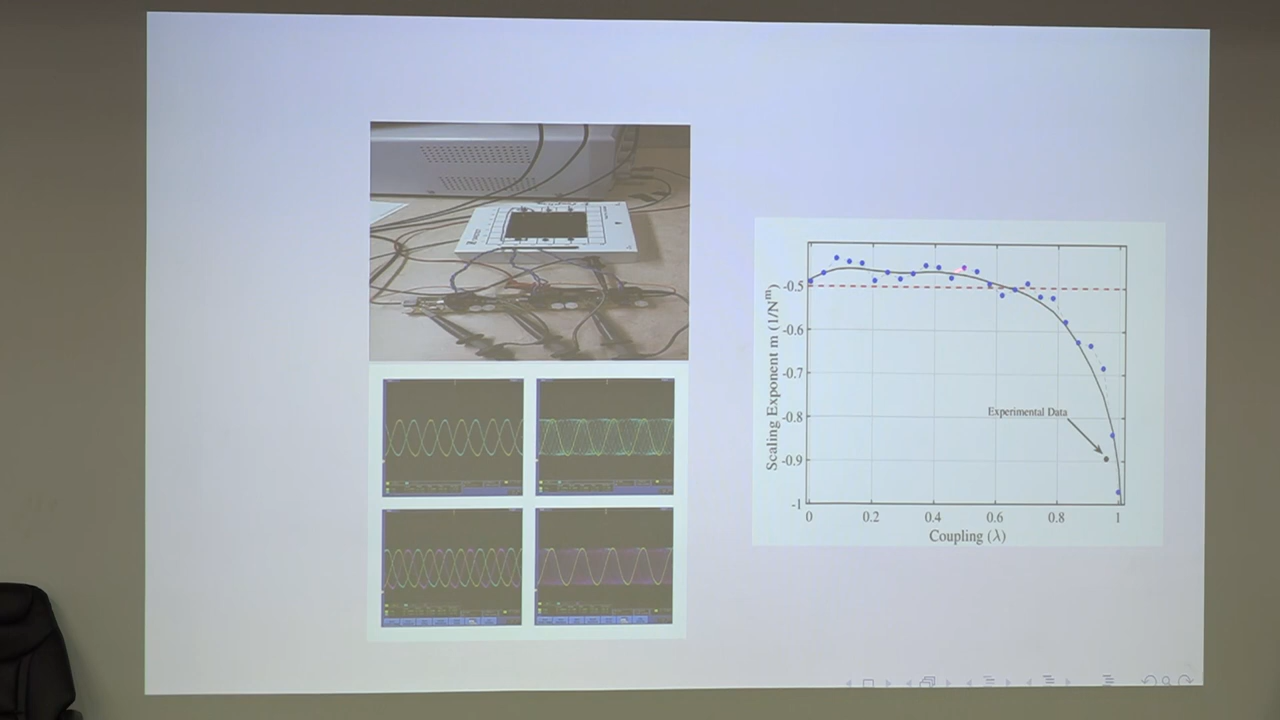 Scaling Exponent m (1/N^m)
-0.5
-0.6
-0.7
-0.8
-0.9
-1
Experimental Data
0 0.2 0.4 0.6 0.8 1
Coupling (λ)